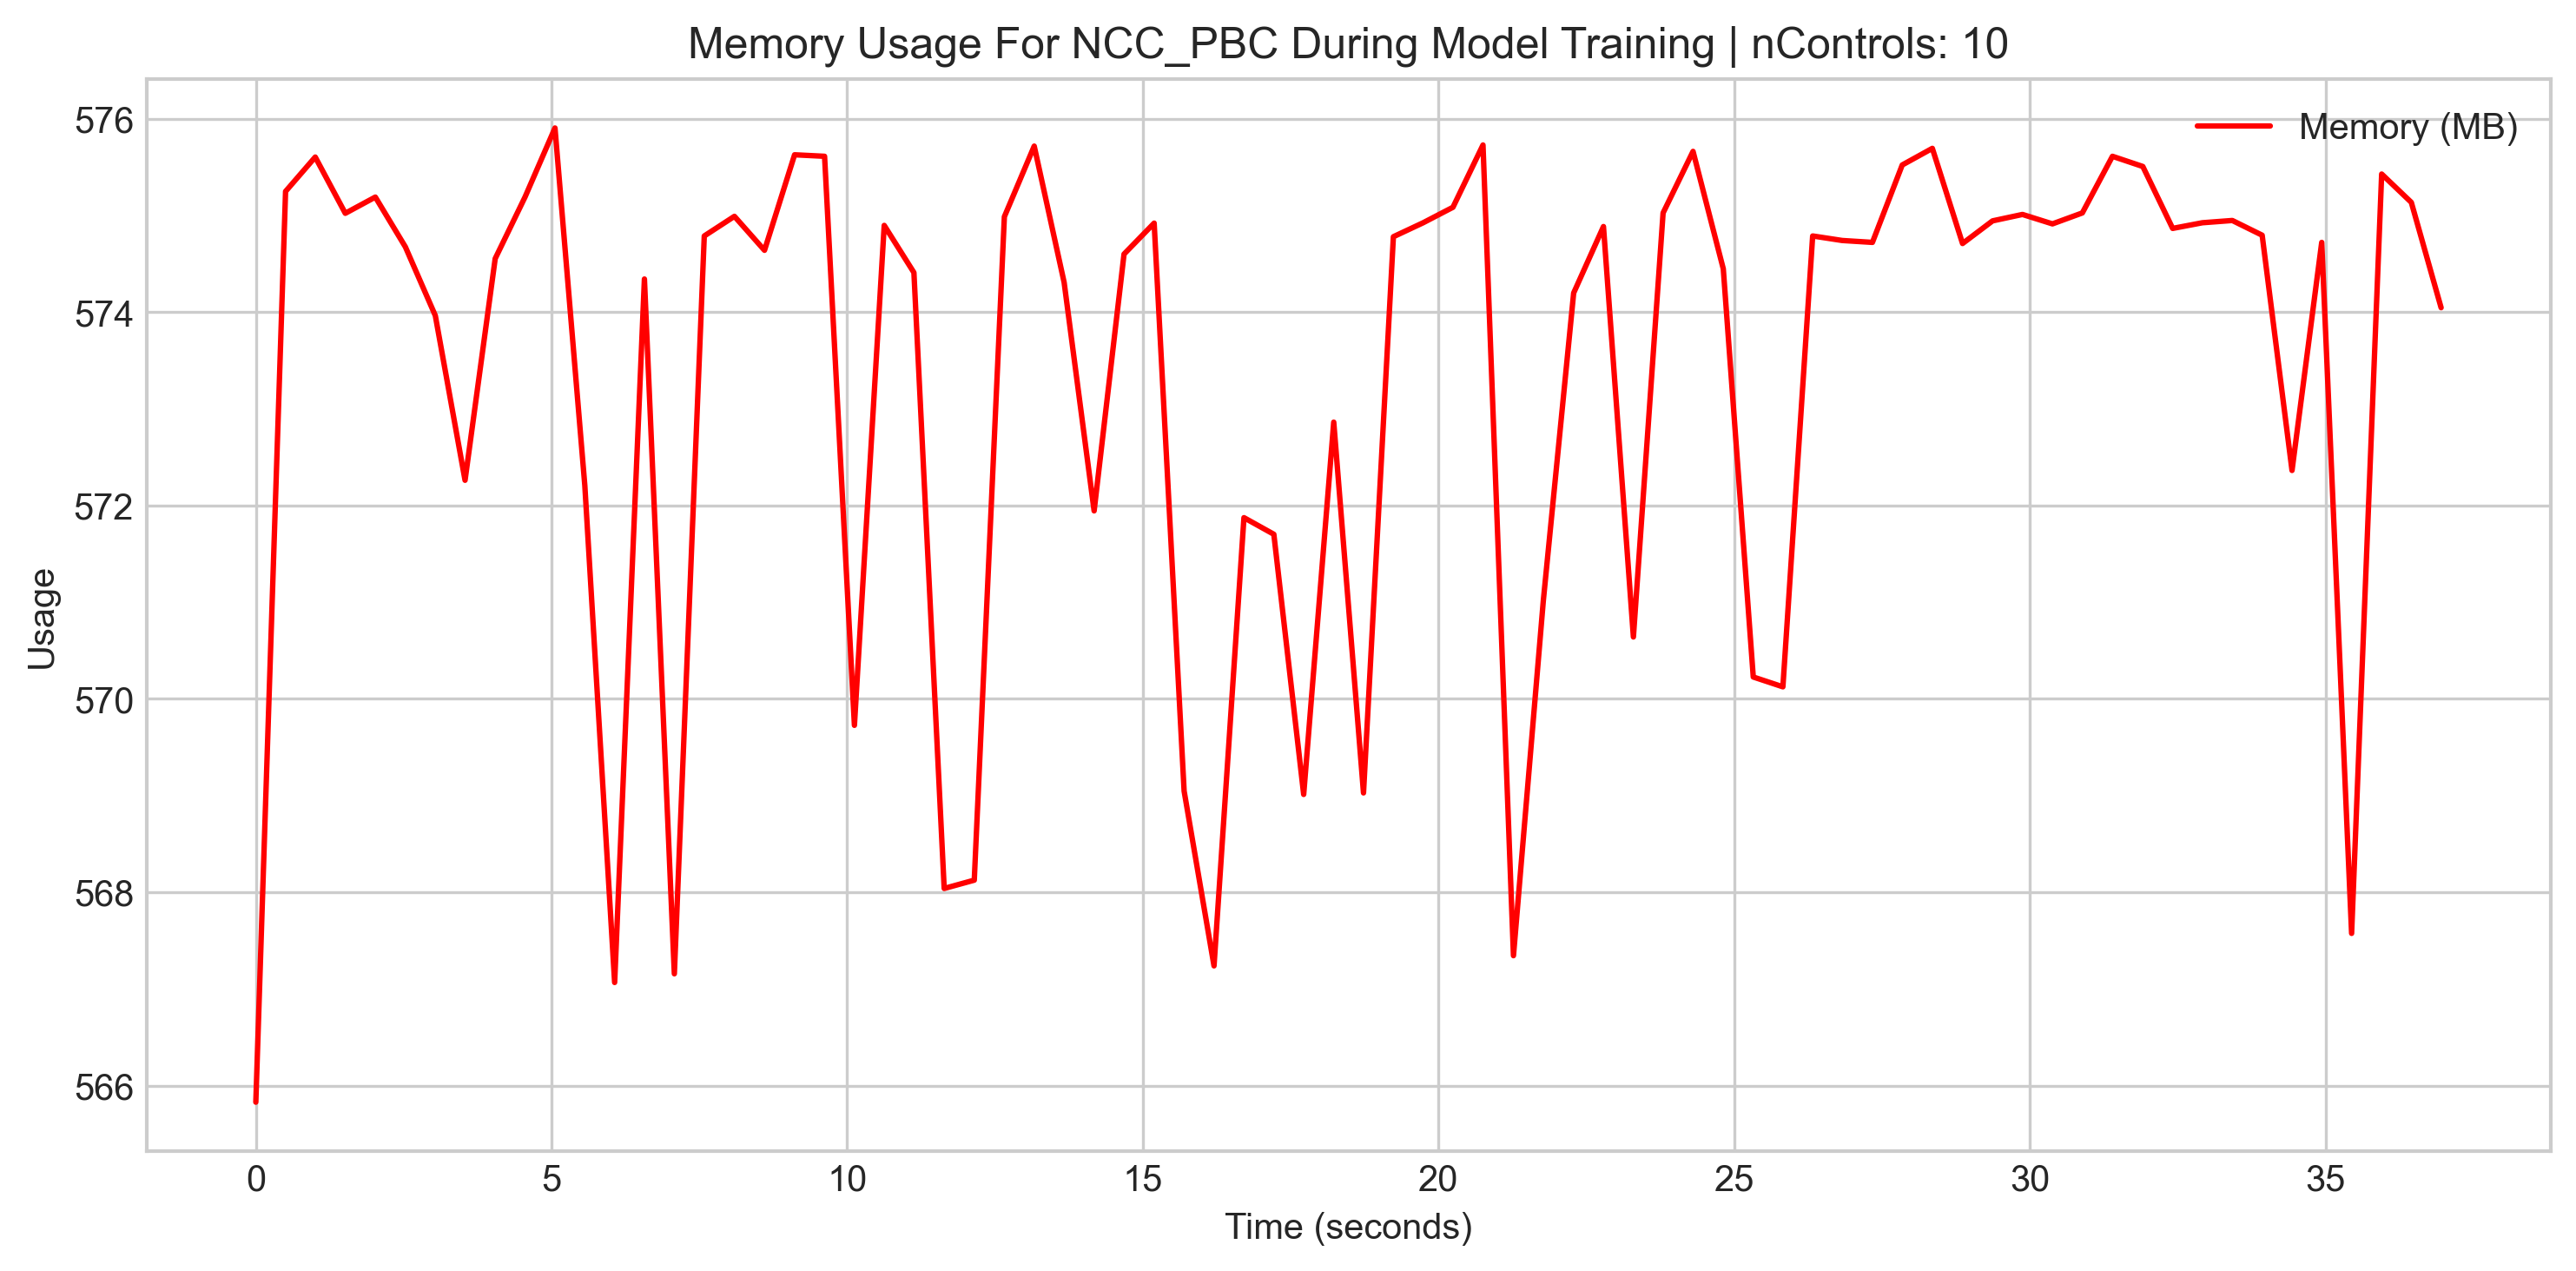 Memory Usage For NCC_PBC During Model Training | nControls: 10
Memory (MB)
576
574
572
570
568
566
Usage
0 5 10 15 20 25 30 35
Time (seconds)